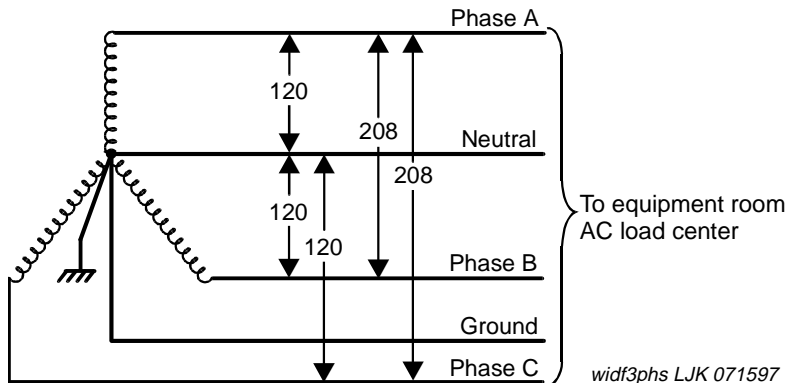 Phase A
120
208
Neutral
208
120
120
To equipment room
AC load center
Phase B
Ground
Phase C
widf3phs LJK 071597